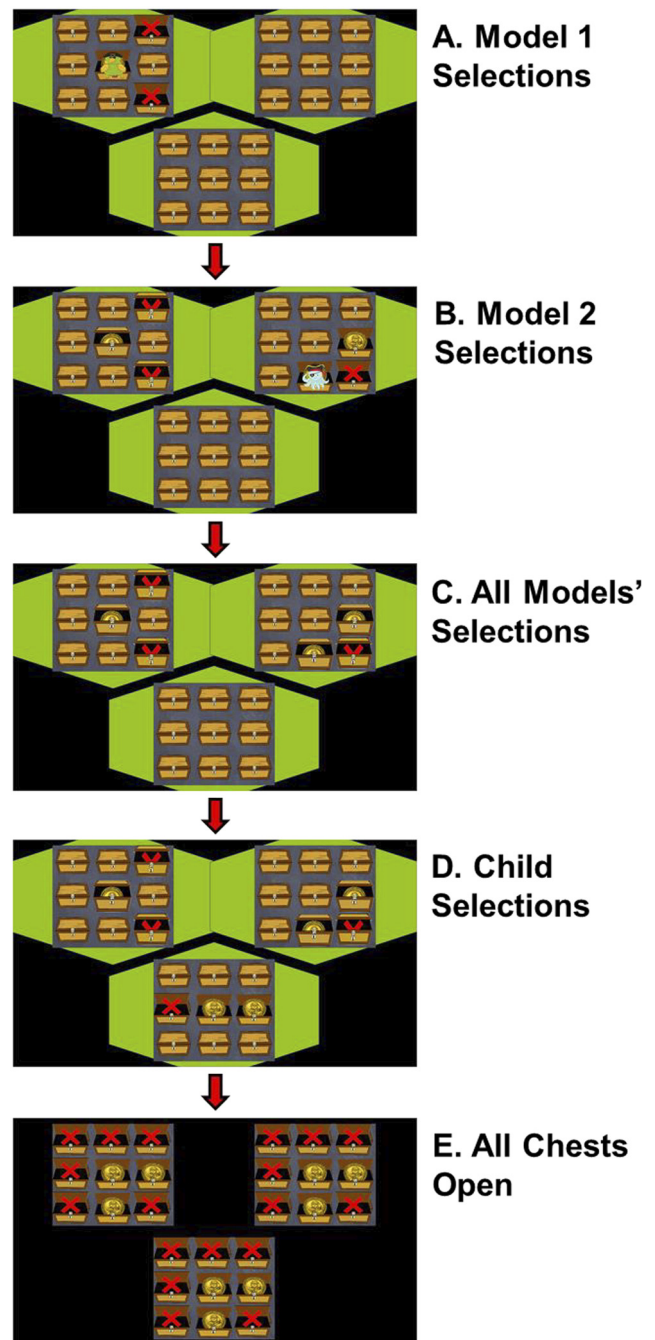 A. Model 1
Selections
B. Model 2
Selections
C. All Models’
Selections
D. Child
Selections
E. All Chests
Open